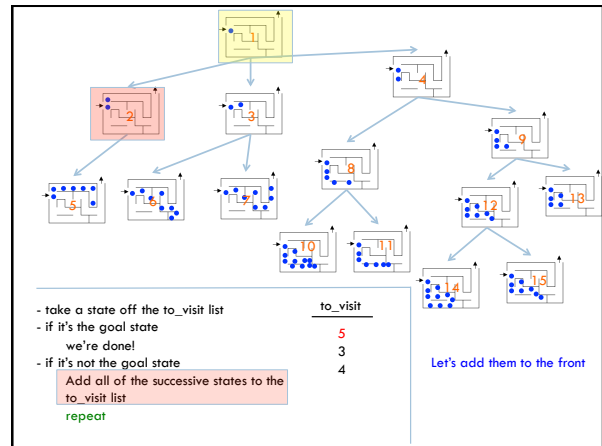 1
2
3
4
5
6
7
8
9
10
11
12
13
14
15
- take a state off the to_visit list
- if it's the goal state
we're done!
- if it's not the goal state
Add all of the successive states to the
to_visit list
repeat
to_visit
5
3
4
Let's add them to the front